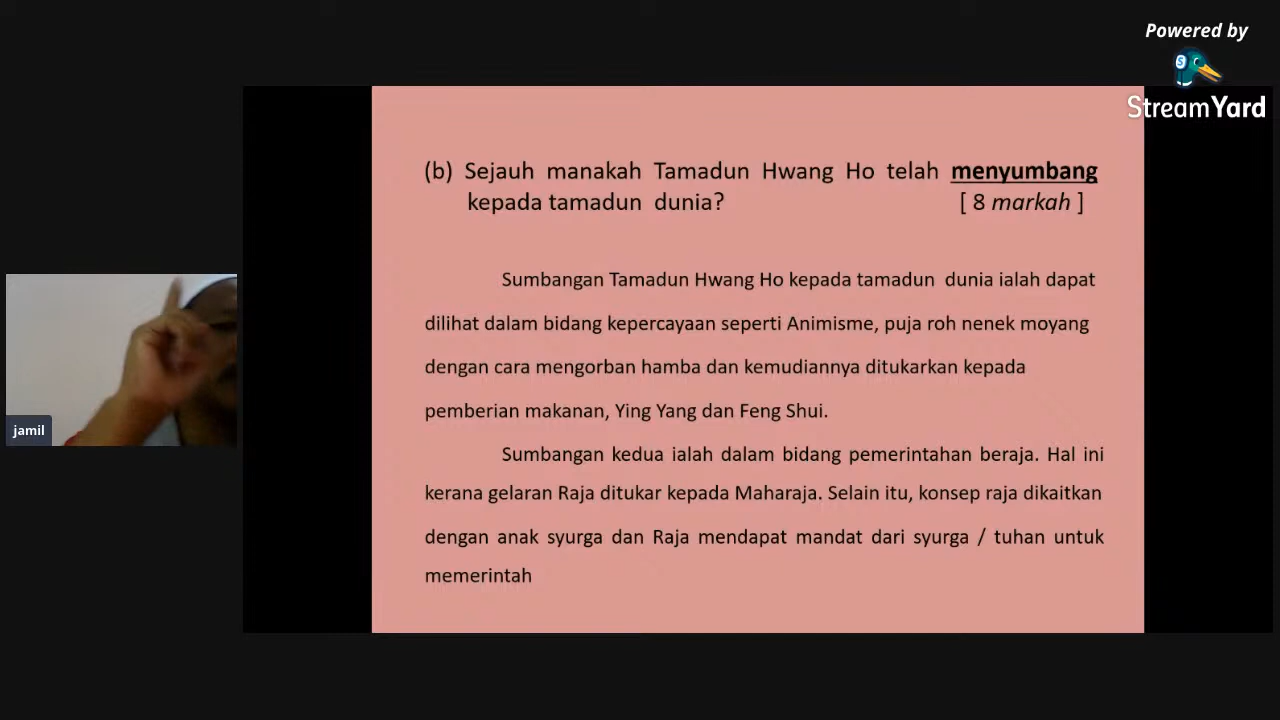 Powered by
StreamYard
(b) Sejauh manakah Tamadun Hwang Ho telah menyumbang
kepada tamadun dunia? [ 8 markah ]
Sumbangan Tamadun Hwang Ho kepada tamadun dunia ialah dapat
dilihat dalam bidang kepercayaan seperti Animisme, puja roh nenek moyang
dengan cara mengorban hamba dan kemudiannya ditukarkan kepada
pemberian makanan, Ying Yang dan Feng Shui.
Sumbangan kedua ialah dalam bidang pemerintahan beraja. Hal ini
kerana gelaran Raja ditukar kepada Maharaja. Selain itu, konsep raja dikaitkan
dengan anak syurga dan Raja mendapat mandat dari syurga / tuhan untuk
memerintah
jamil